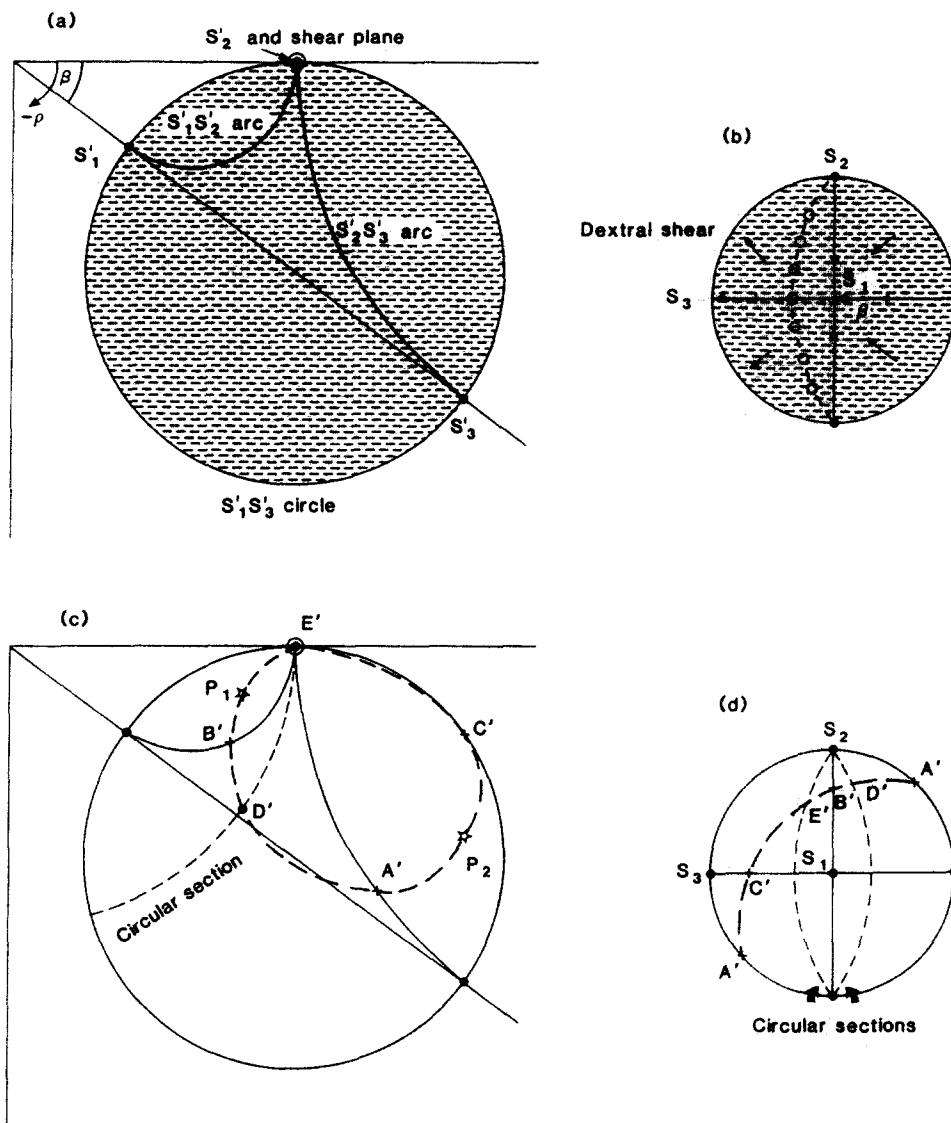 (a)
S'2 and shear plane
β
-ρ
S'1S'2 arc
S'1
S'2S'3 arc
S'3
S'1S'3 circle
(b)
S2
Dextral shear
S3
S1
(c)
E'
P1
B'
C'
D'
A'
P2
Circular section
(d)
S2
A'
B'
D'
E'
S1
S3
C'
A'
Circular sections